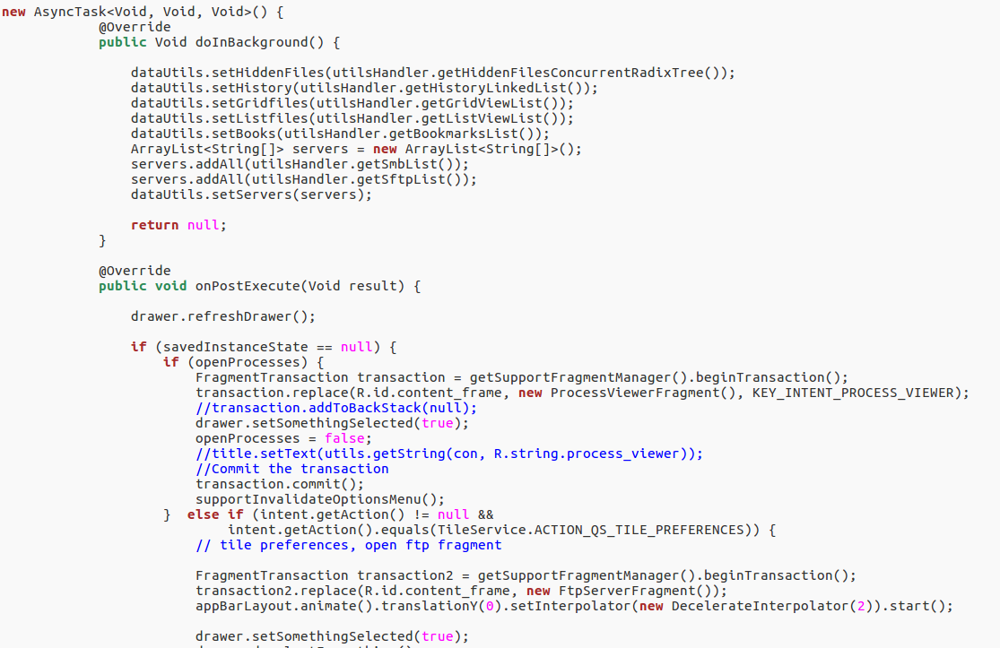 new AsyncTask<Void, Void, Void>() {
@Override
public Void doInBackground() {
dataUtils.setHiddenFiles(utilsHandler.getHiddenFilesConcurrentRadixTree());
dataUtils.setHistory(utilsHandler.getHistoryLinkedList());
dataUtils.setGridfiles(utilsHandler.getGridViewList());
dataUtils.setListfiles(utilsHandler.getListViewList());
dataUtils.setBooks(utilsHandler.getBookmarksList());
ArrayList<String[]> servers = new ArrayList<String[]>();
servers.addAll(utilsHandler.getSmbList());
servers.addAll(utilsHandler.getSftpList());
dataUtils.setServers(servers);
return null;
}
@Override
public void onPostExecute(Void result) {
drawer.refreshDrawer();
if (savedInstanceState == null) {
if (openProcesses) {
FragmentTransaction transaction = getSupportFragmentManager().beginTransaction();
transaction.replace(R.id.content_frame, new ProcessViewerFragment(), KEY_INTENT_PROCESS_VIEWER);
//transaction.addToBackStack(null);
drawer.setSomethingSelected(true);
openProcesses = false;
//title.setText(utils.getString(con, R.string.process_viewer));
//Commit the transaction
transaction.commit();
supportInvalidateOptionsMenu();
} else if (intent.getAction() != null &&
intent.getAction().equals(TileService.ACTION_QS_TILE_PREFERENCES)) {
// tile preferences, open ftp fragment
FragmentTransaction transaction2 = getSupportFragmentManager().beginTransaction();
transaction2.replace(R.id.content_frame, new FtpServerFragment());
appBarLayout.animate().translationY(0).setInterpolator(new DecelerateInterpolator(2)).start();
drawer.setSomethingSelected(true);